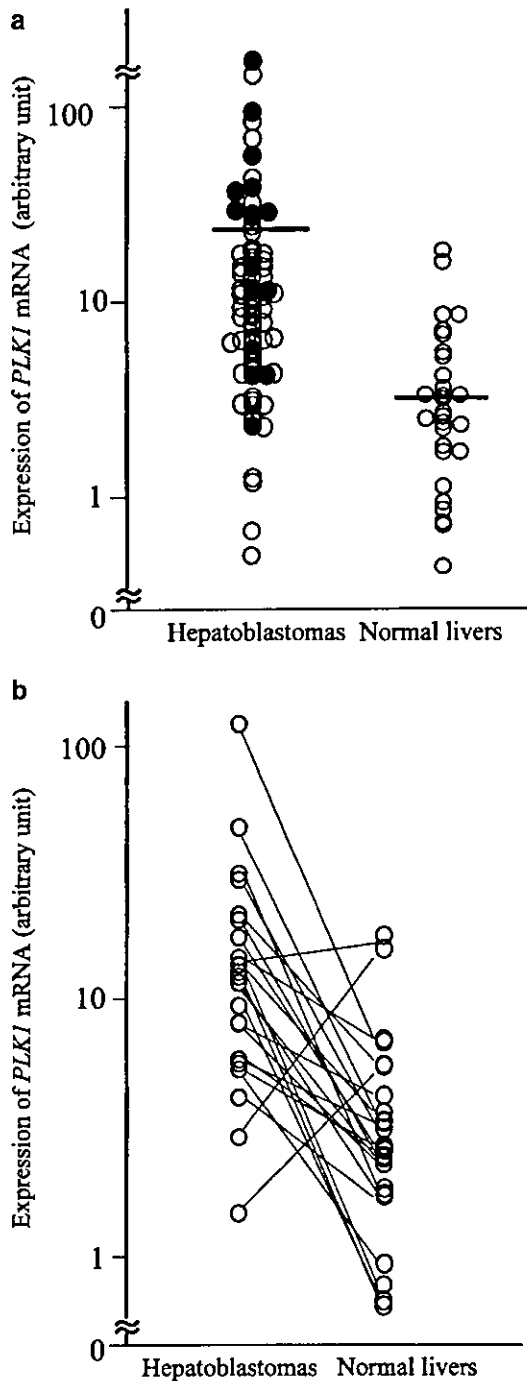 a
Expression of PLK1 mRNA (arbitrary unit)
100
10
1
0
Hepatoblastomas Normal livers
b
Expression of PLK1 mRNA (arbitrary unit)
100
10
1
0
Hepatoblastomas Normal livers